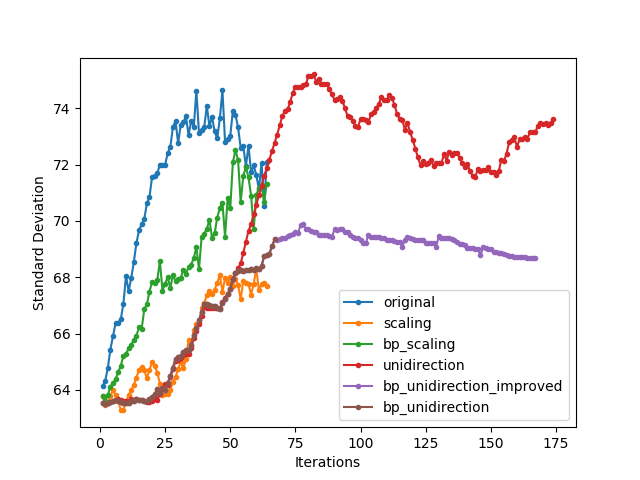 74
72
70
68
66
64
Standard Deviation
0 25 50 75 100 125 150 175
Iterations
original
scaling
bp_scaling
unidirection
bp_unidirection_improved
bp_unidirection